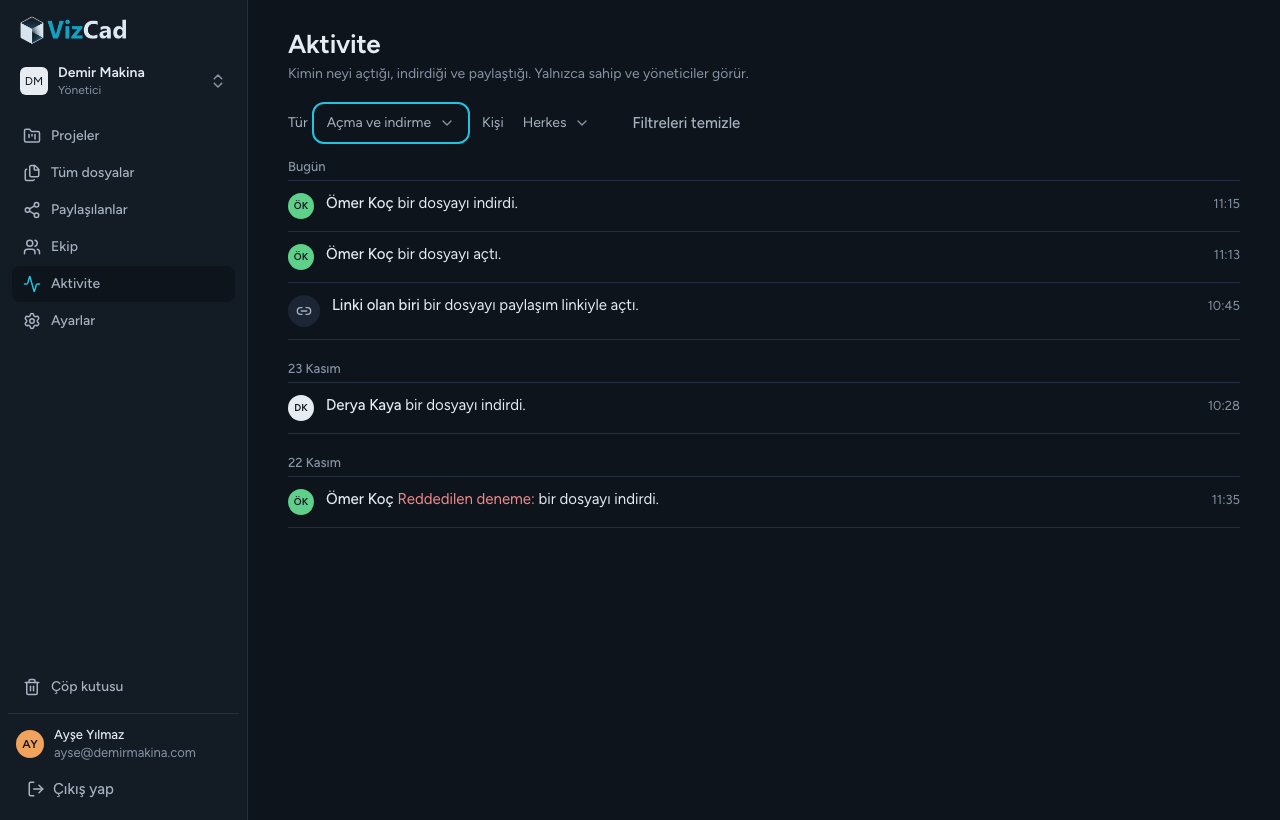 VizCad
DM
Demir Makina
Yönetici
Projeler
Tüm dosyalar
Paylaşılanlar
Ekip
Aktivite
Ayarlar
Çöp kutusu
AY
Ayşe Yılmaz
ayse@demirmakina.com
Çıkış yap
Aktivite
Kimin neyi açtığı, indirdiği ve paylaştığı. Yalnızca sahip ve yöneticiler görür.
Tür Açma ve indirme Kişi Herkes Filtreleri temizle
Bugün
ÖK Ömer Koç bir dosyayı indirdi. 11:15
ÖK Ömer Koç bir dosyayı açtı. 11:13
Linki olan biri bir dosyayı paylaşım linkiyle açtı. 10:45
23 Kasım
DK Derya Kaya bir dosyayı indirdi. 10:28
22 Kasım
ÖK Ömer Koç Reddedilen deneme: bir dosyayı indirdi. 11:35